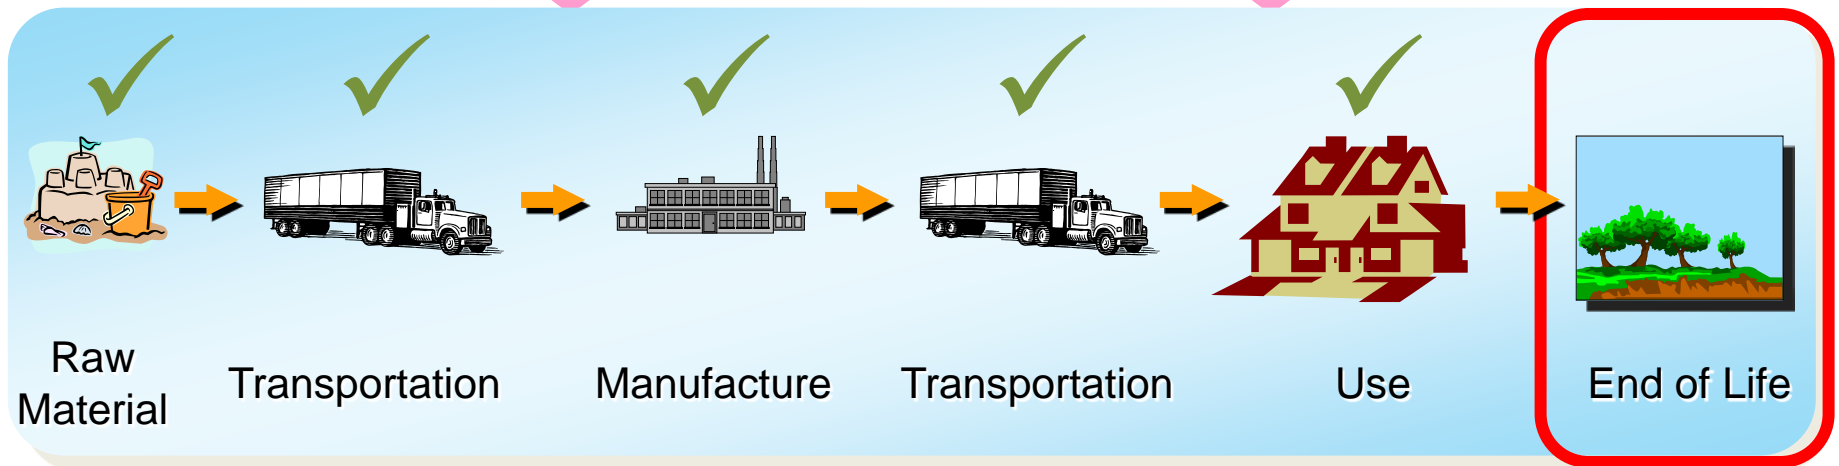 Raw
Material
Transportation
Manufacture
Transportation
Use
End of Life